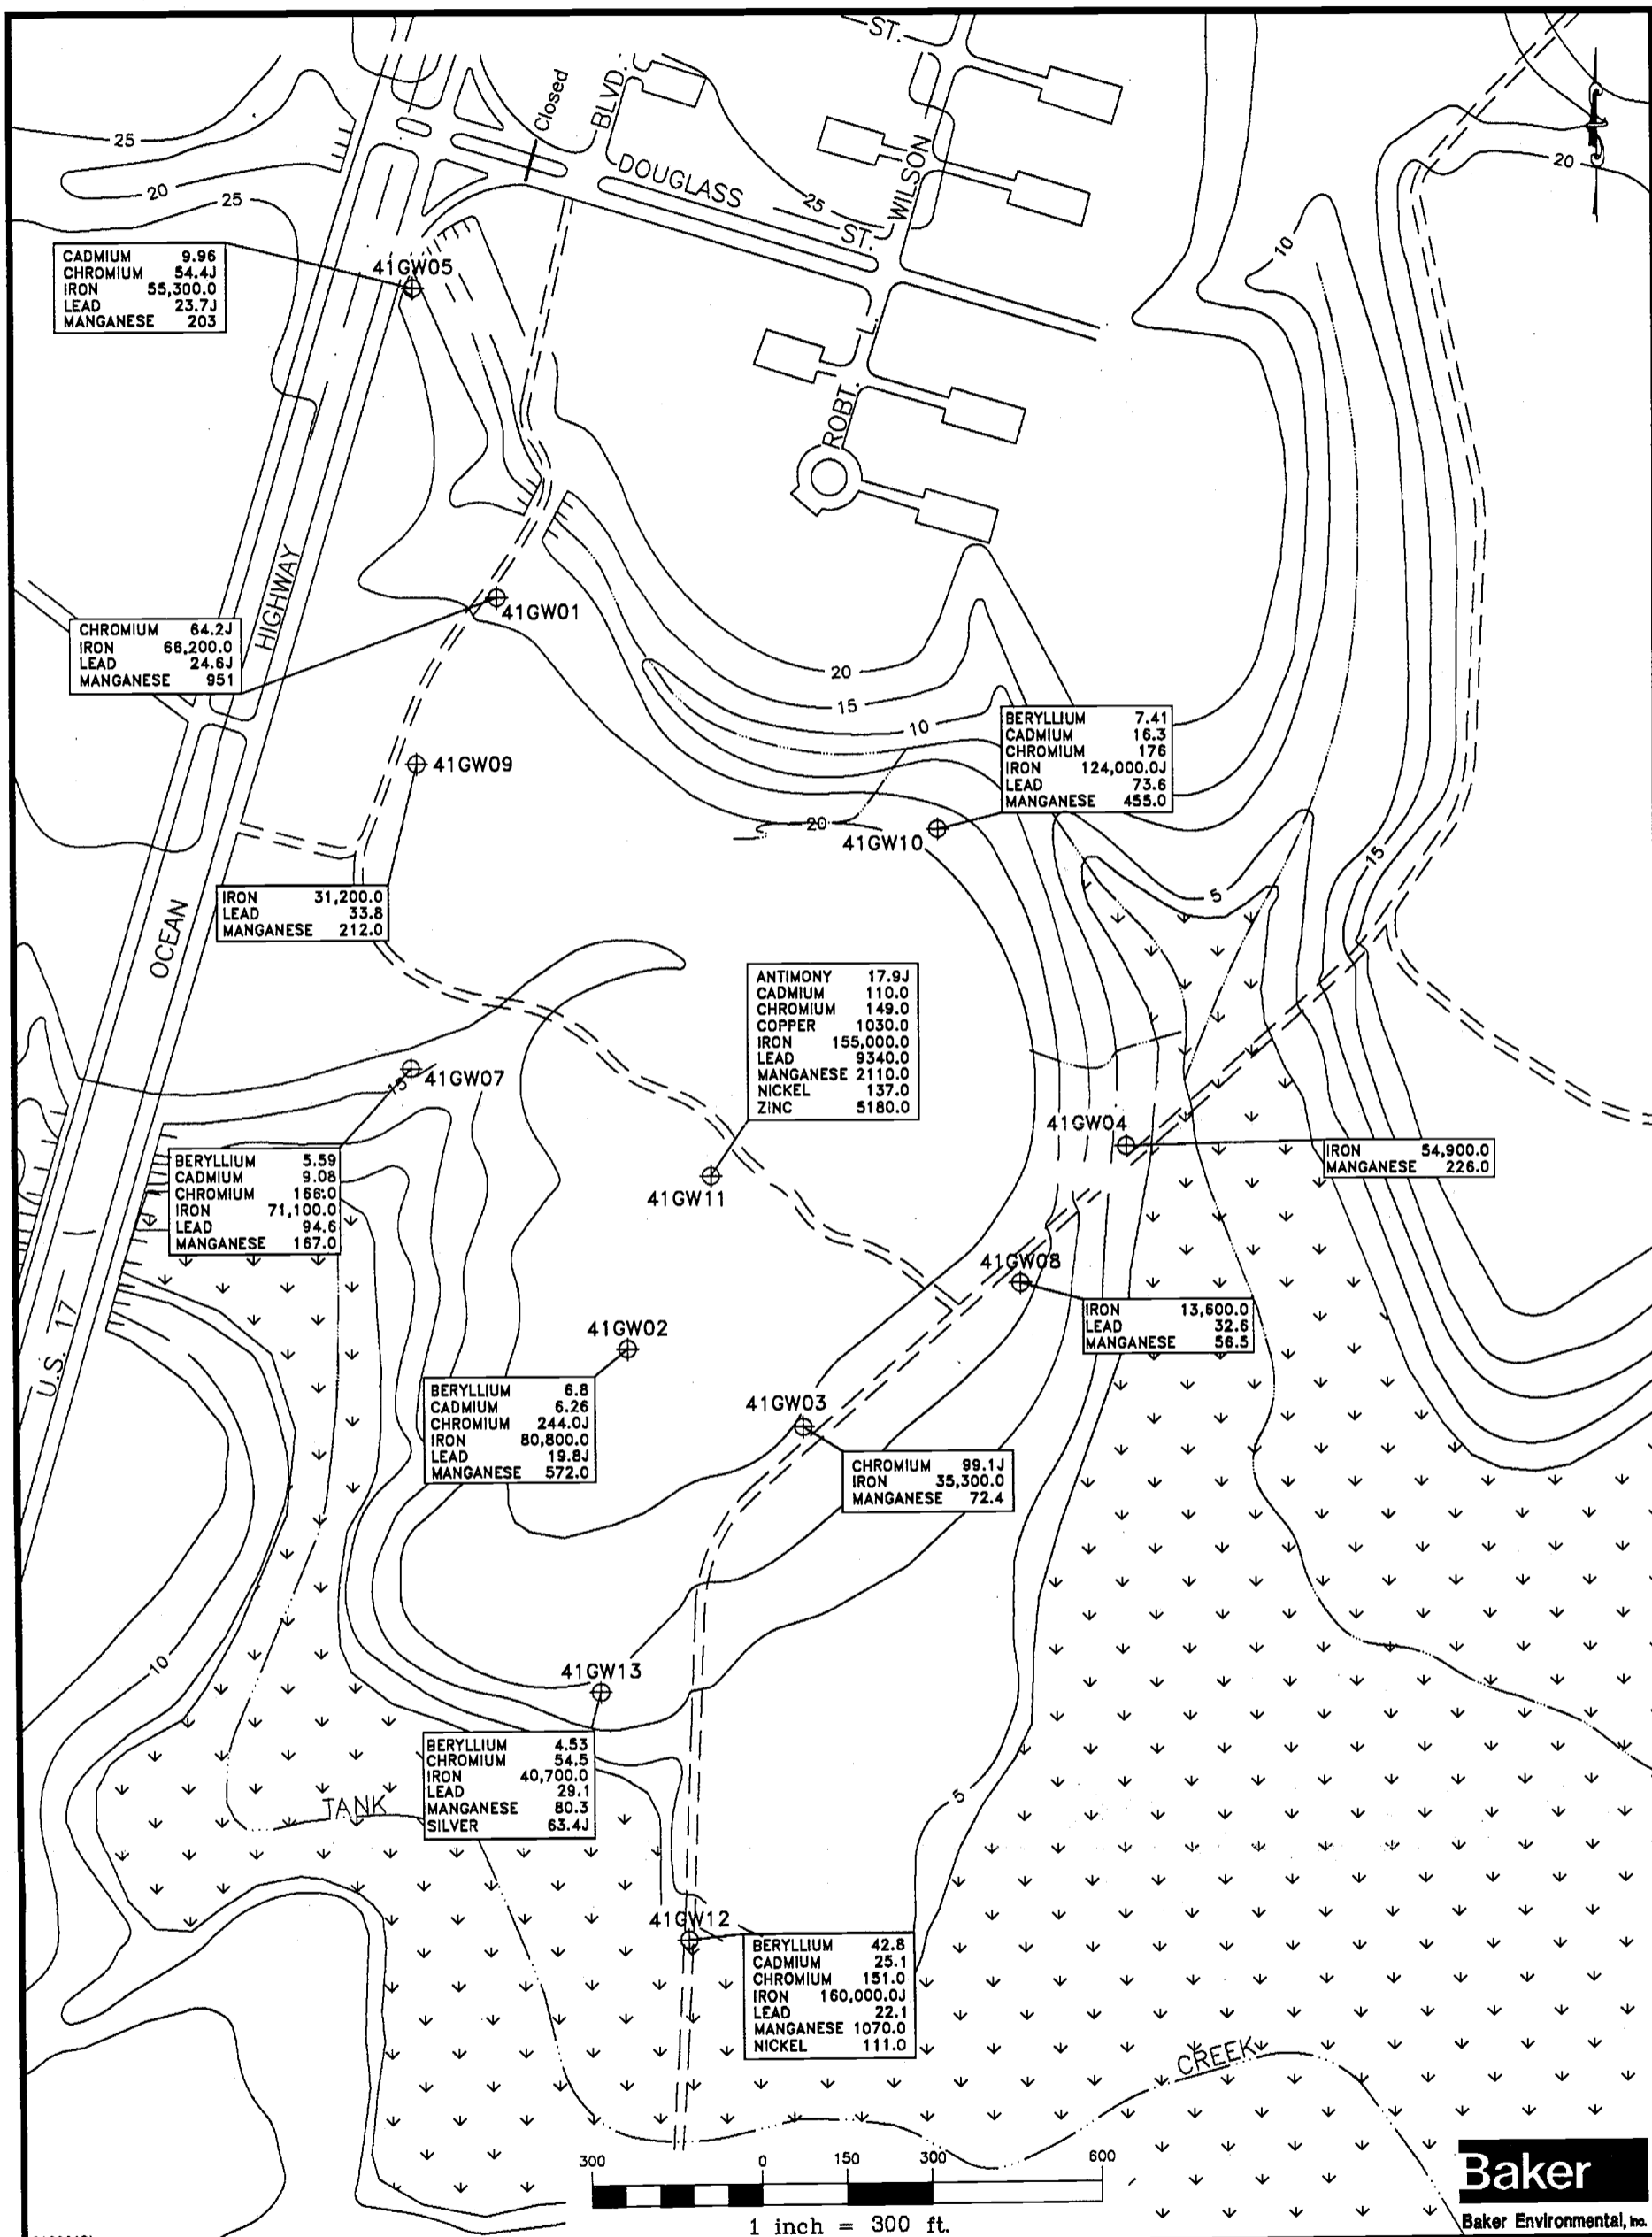 ST.
Closed
BLVD.
DOUGLASS
ST.
WILSON
L.
ROBT.
25
20
25
25
20
10
CADMIUM 9.96
CHROMIUM 54.4J
IRON 55,300.0
LEAD 23.7J
MANGANESE 203
41GW05
HIGHWAY
41GW01
CHROMIUM 64.2J
IRON 66,200.0
LEAD 24.6J
MANGANESE 951
20
15
10
BERYLLIUM 7.41
CADMIUM 16.3
CHROMIUM 176
IRON 124,000.0J
LEAD 73.6
MANGANESE 455.0
41GW09
20
41GW10
15
5
IRON 31,200.0
LEAD 33.8
MANGANESE 212.0
OCEAN
ANTIMONY 17.9J
CADMIUM 110.0
CHROMIUM 149.0
COPPER 1030.0
IRON 155,000.0
LEAD 9340.0
MANGANESE 2110.0
NICKEL 137.0
ZINC 5180.0
15
41GW07
41GW04
IRON 54,900.0
MANGANESE 226.0
BERYLLIUM 5.59
CADMIUM 9.08
CHROMIUM 166.0
IRON 71,100.0
LEAD 94.6
MANGANESE 167.0
41GW11
41GW08
IRON 13,600.0
LEAD 32.6
MANGANESE 56.5
U.S. 17
41GW02
BERYLLIUM 6.8
CADMIUM 6.26
CHROMIUM 244.0J
IRON 80,800.0
LEAD 19.8J
MANGANESE 572.0
41GW03
CHROMIUM 99.1J
IRON 35,300.0
MANGANESE 72.4
10
41GW13
BERYLLIUM 4.53
CHROMIUM 54.5
IRON 40,700.0
LEAD 29.1
MANGANESE 80.3
SILVER 63.4J
TANK
5
41GW12
BERYLLIUM 42.8
CADMIUM 25.1
CHROMIUM 151.0
IRON 160,000.0J
LEAD 22.1
MANGANESE 1070.0
NICKEL 111.0
CREEK
300 0 150 300 600
1 inch = 300 ft.
Baker
Baker Environmental, Inc.